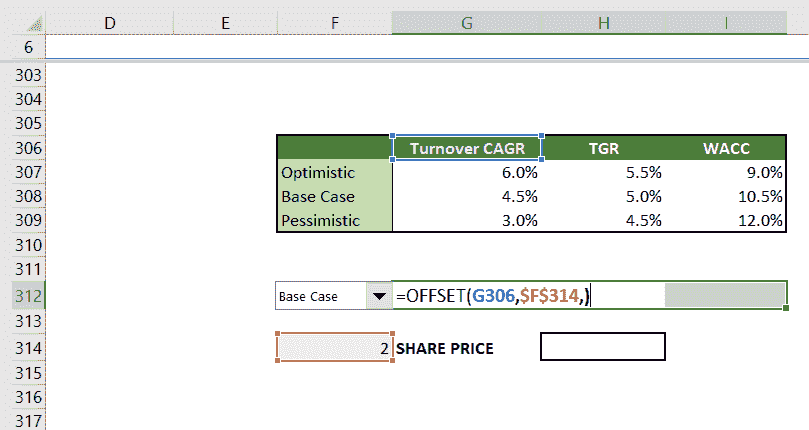 D E F G H I
6
303
304
305
306 Turnover CAGR TGR WACC
307 Optimistic 6.0% 5.5% 9.0%
308 Base Case 4.5% 5.0% 10.5%
309 Pessimistic 3.0% 4.5% 12.0%
310
311
312 Base Case =OFFSET(G306,$F$314,)
313
314 2 SHARE PRICE
315
316
317